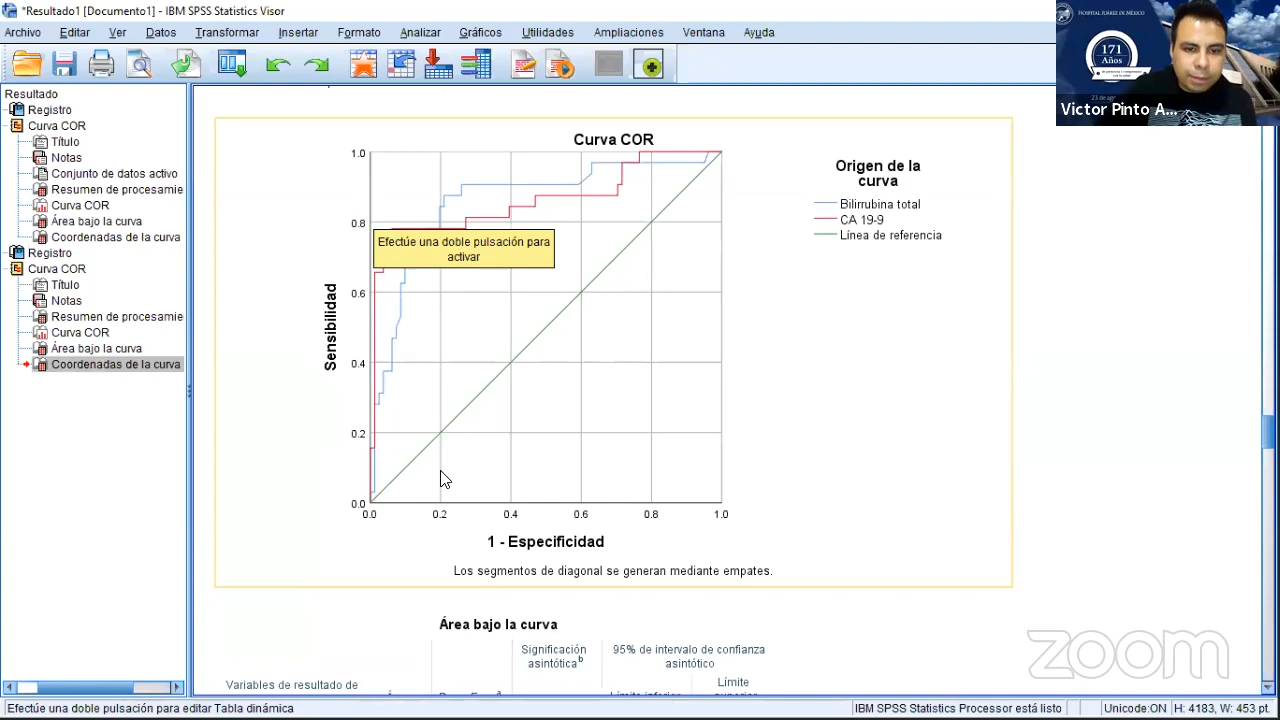 *Resultado1 [Documento1] - IBM SPSS Statistics Visor
Archivo Editar Ver Datos Transformar Insertar Formato Analizar Gráficos Utilidades Ampliaciones Ventana Ayuda
Resultado
Registro
Curva COR
Título
Notas
Conjunto de datos activo
Resumen de procesamie
Curva COR
Área bajo la curva
Coordenadas de la curva
Registro
Curva COR
Título
Notas
Resumen de procesamie
Curva COR
Área bajo la curva
Coordenadas de la curva
Curva COR
1.0
0.8
0.6
0.4
0.2
0.0
Sensibilidad
Efectúe una doble pulsación para
activar
0.0 0.2 0.4 0.6 0.8 1.0
1 - Especificidad
Los segmentos de diagonal se generan mediante empates.
Origen de la
curva
Bilirrubina total
CA 19-9
Línea de referencia
Área bajo la curva
Significación
asintótica b
95% de intervalo de confianza
asintótico
Límite
Variables de resultado de
HOSPITAL JUÁREZ DE MÉXICO
171
Años
Victor Pinto A...
zoom
Efectúe una doble pulsación para editar Tabla dinámica
IBM SPSS Statistics Processor está listo
Unicode:ON
H: 4183, W: 453 pt.